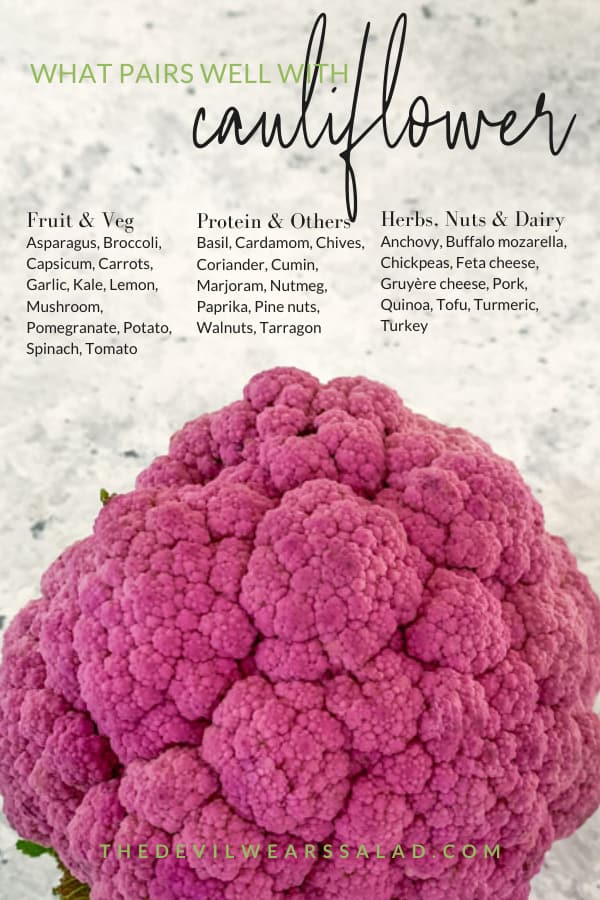 WHAT PAIRS WELL WITH
cauliflower
Fruit & Veg
Asparagus, Broccoli,
Capsicum, Carrots,
Garlic, Kale, Lemon,
Mushroom,
Pomegranate, Potato,
Spinach, Tomato
Protein & Others
Basil, Cardamom, Chives,
Coriander, Cumin,
Marjoram, Nutmeg,
Paprika, Pine nuts,
Walnuts, Tarragon
Herbs, Nuts & Dairy
Anchovy, Buffalo mozarella,
Chickpeas, Feta cheese,
Gruyère cheese, Pork,
Quinoa, Tofu, Turmeric,
Turkey
THEDEVILWEARSSALAD.COM